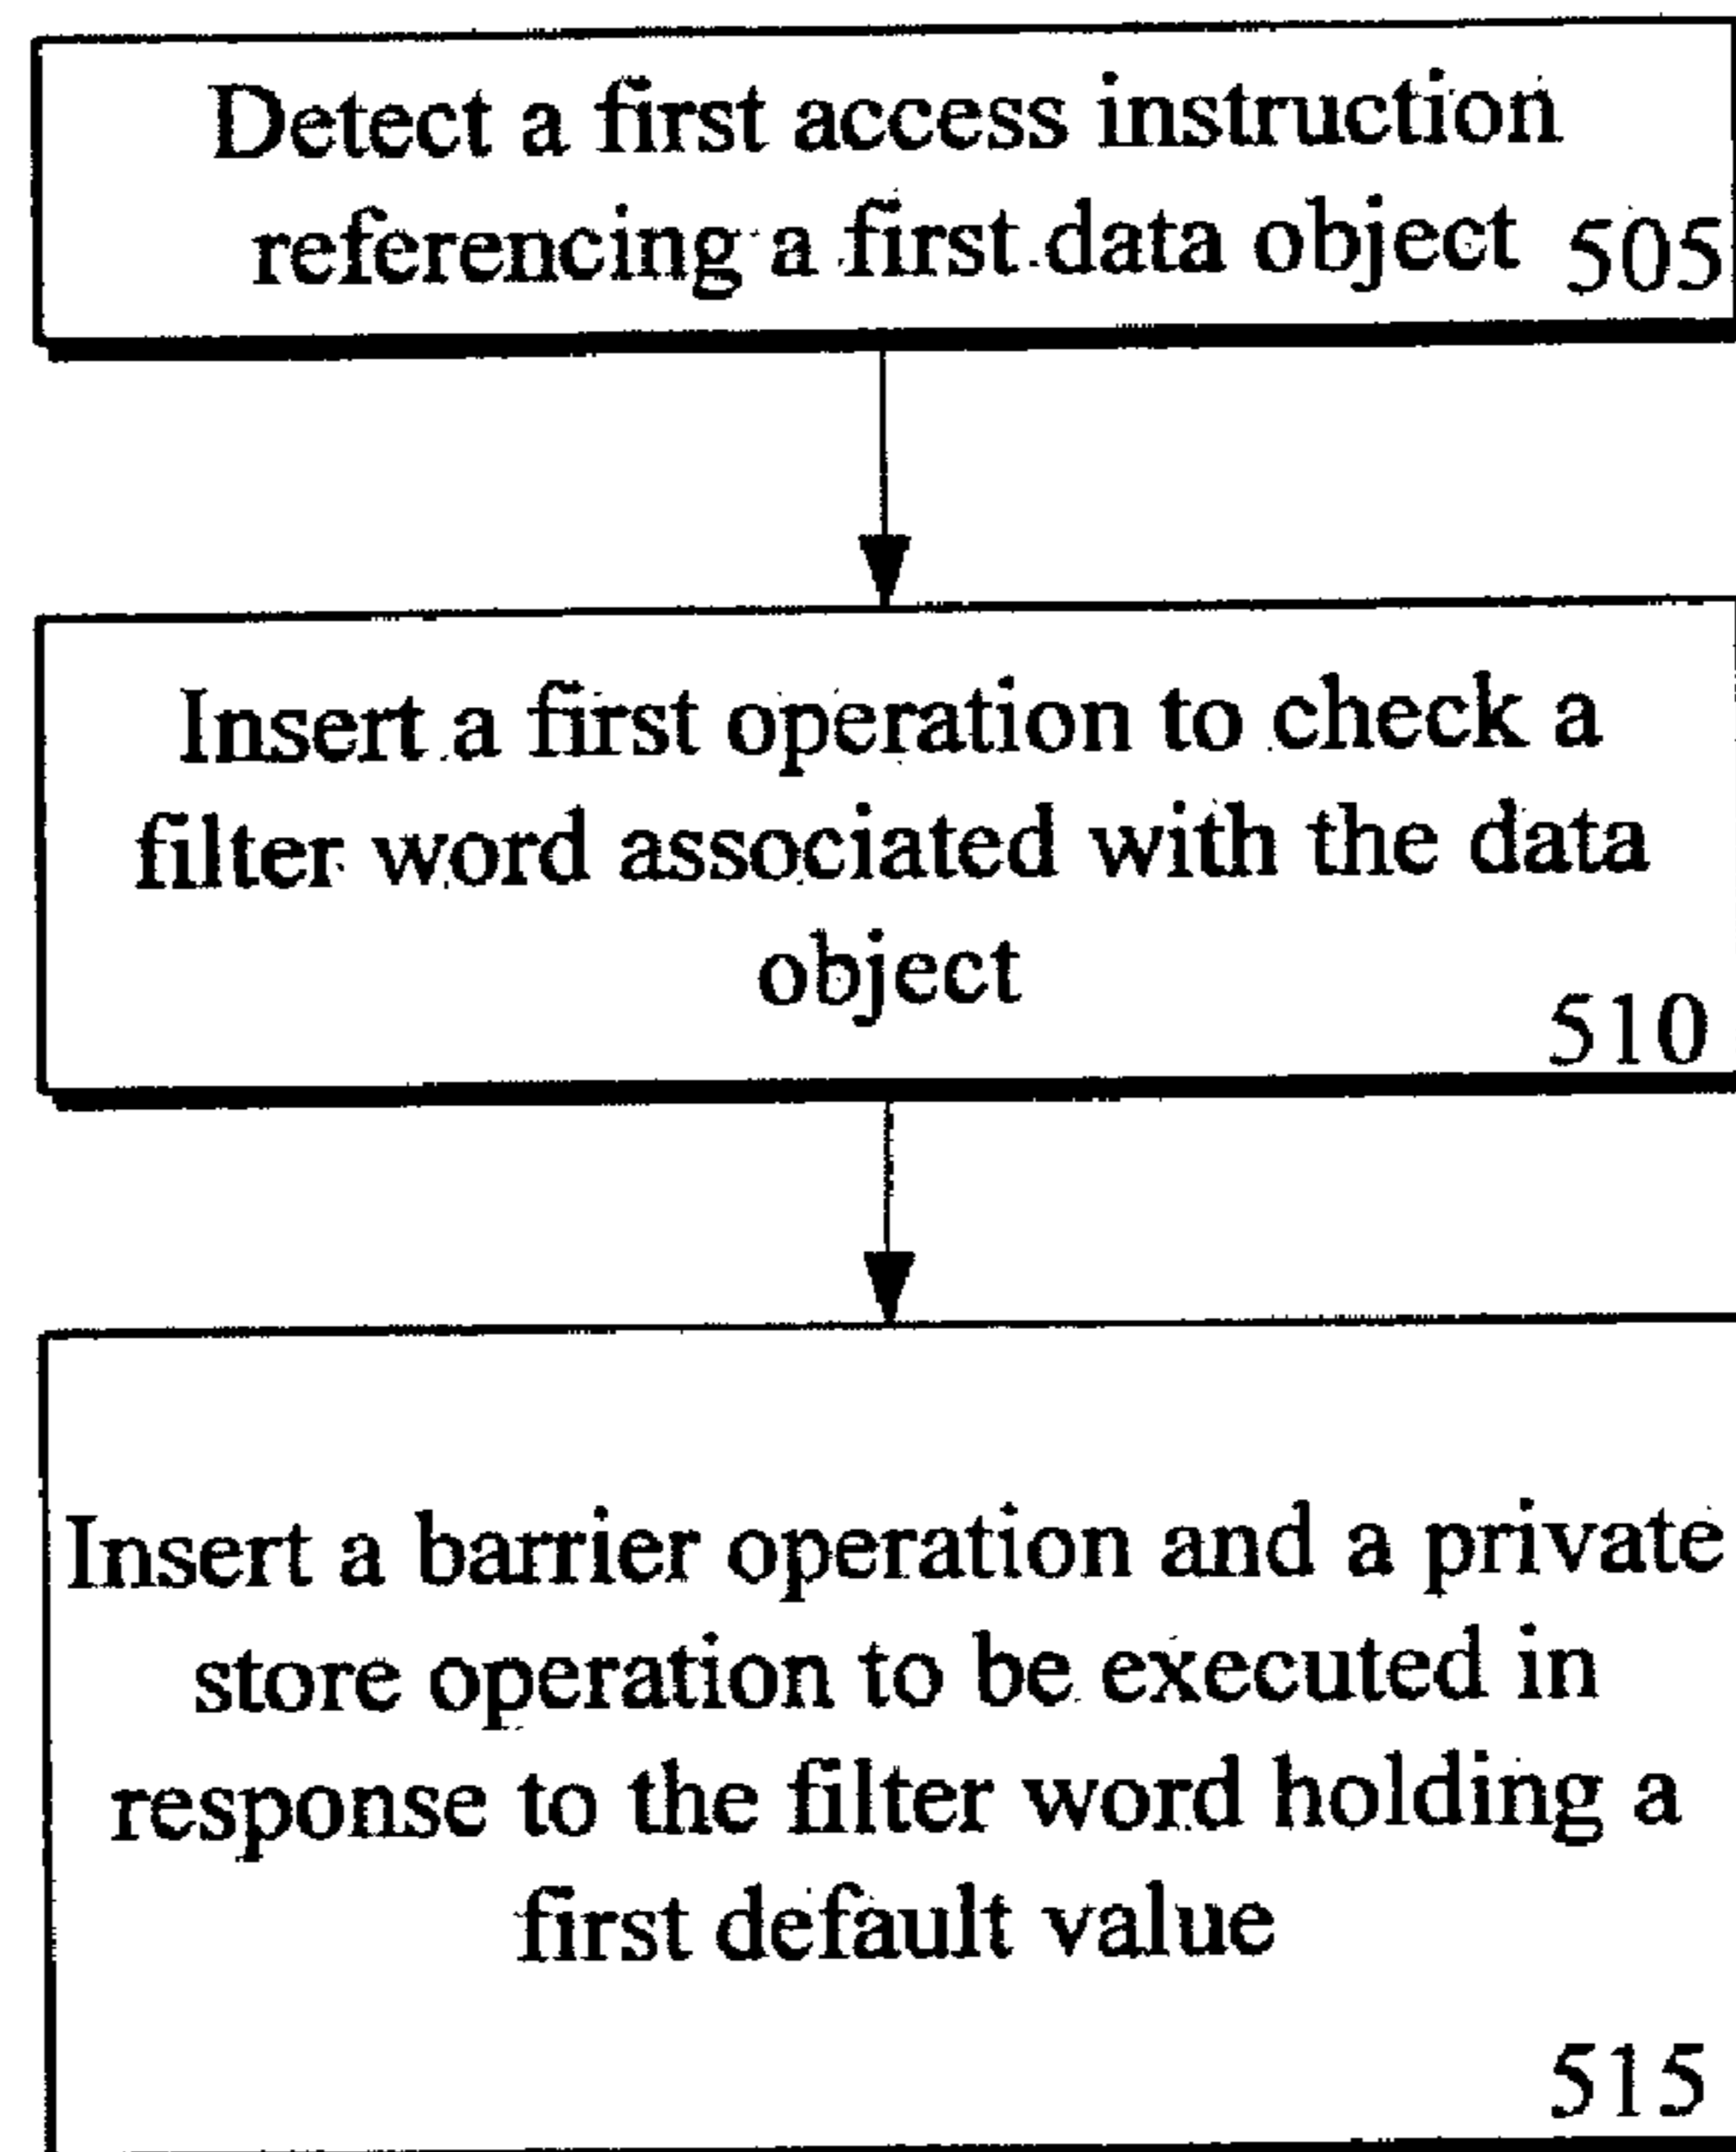 Detect a first access instruction
referencing a first data object 505
Insert a first operation to check a
filter word associated with the data
object
510
Insert a barrier operation and a private
store operation to be executed in
response to the filter word holding a
first default value
515